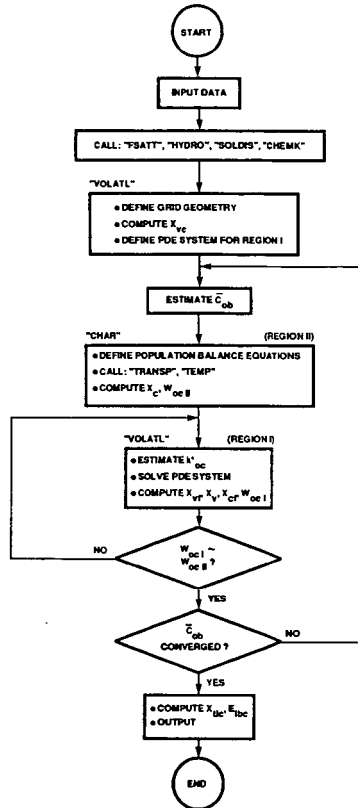 START
INPUT DATA
CALL: "FSATT", "HYDRO", "SOLDIS", "CHEMK"
"VOLATL"
• DEFINE GRID GEOMETRY
• COMPUTE X_vc
• DEFINE PDE SYSTEM FOR REGION I
ESTIMATE C̄_ob
"CHAR" (REGION II)
• DEFINE POPULATION BALANCE EQUATIONS
• CALL: "TRANSP", "TEMP"
• COMPUTE X_c, W_oc II
"VOLATL" (REGION I)
• ESTIMATE k*_oc
• SOLVE PDE SYSTEM
• COMPUTE X_vf, X_v, X_cf, W_oc I
NO
W_oc I ~
W_oc II ?
YES
C̄_ob
CONVERGED ?
NO
YES
• COMPUTE
• OUTPUT
END